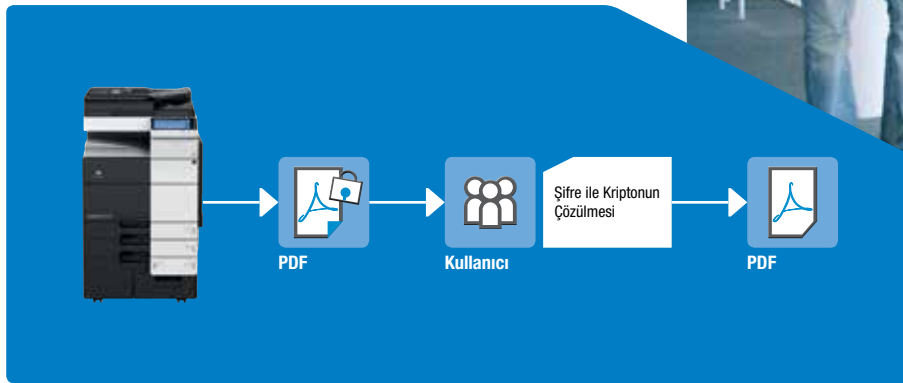 PDF
Kullanıcı
Şifre ile Kriptonun
Çözülmesi
PDF